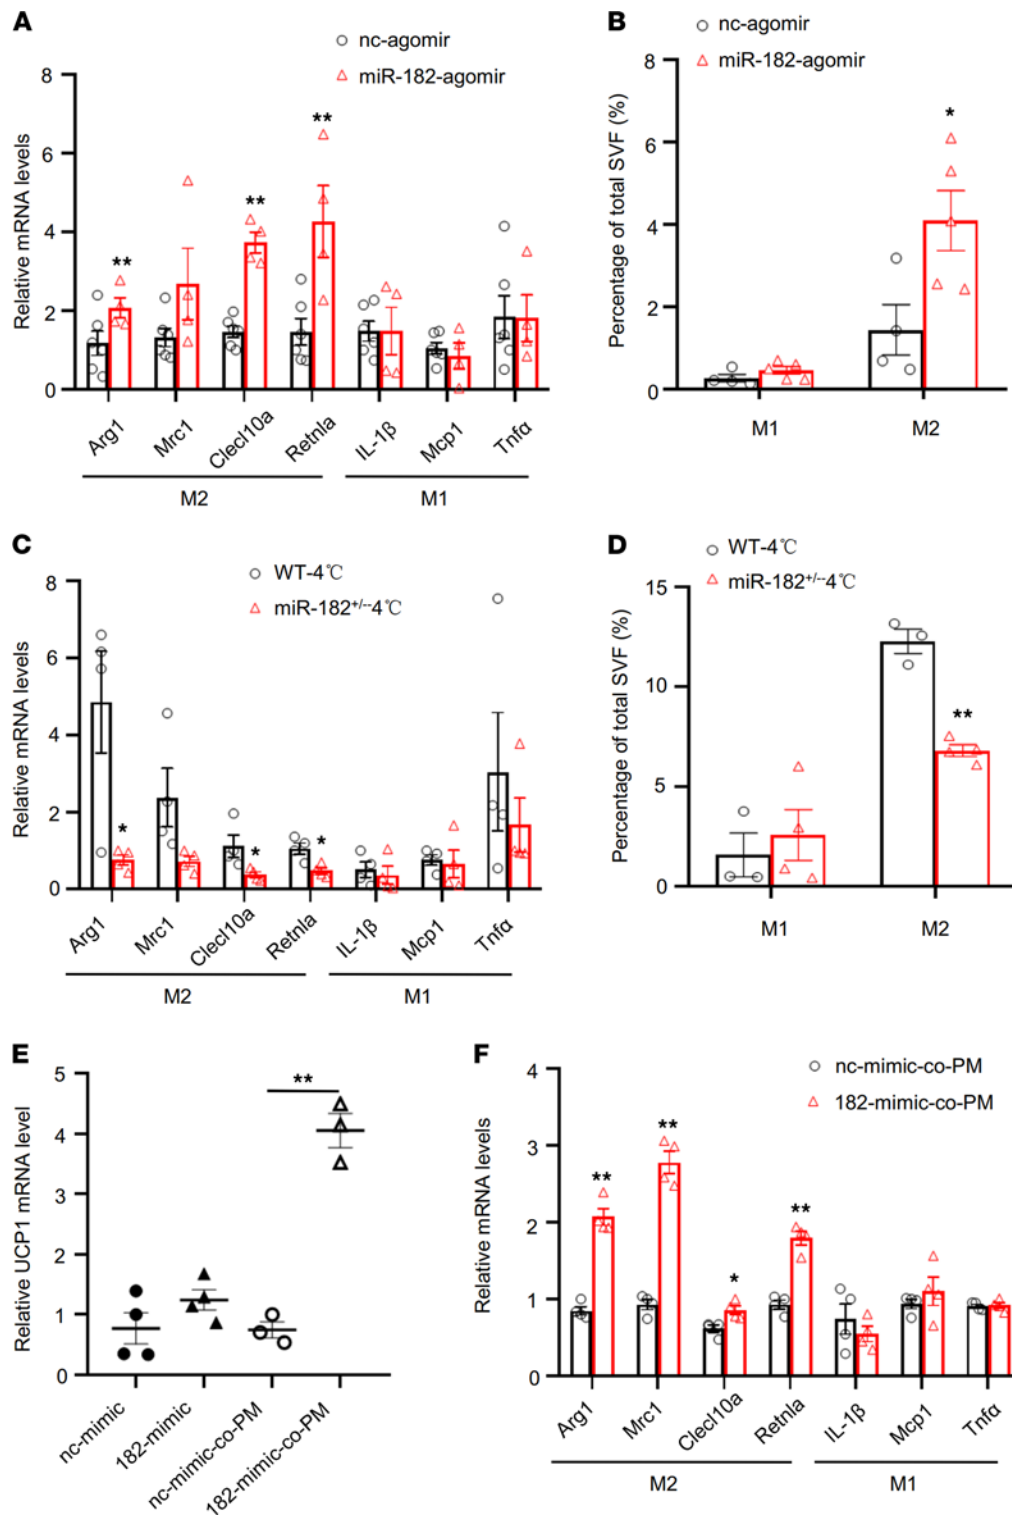 A
nc-agomir
miR-182-agomir
Relative mRNA levels
8
6
4
2
0
** ** **
Arg1 Mrc1 Clecl10a Retnla IL-1β Mcp1 Tnfα
M2 M1
B
nc-agomir
miR-182-agomir
Percentage of total SVF (%)
8
6
4
2
0
*
M1 M2
C
WT-4℃
miR-182+/--4℃
Relative mRNA levels
8
6
4
2
0
* * *
Arg1 Mrc1 Clecl10a Retnla IL-1β Mcp1 Tnfα
M2 M1
D
WT-4℃
miR-182+/--4℃
Percentage of total SVF (%)
15
10
5
0
**
M1 M2
E
Relative UCP1 mRNA level
5
4
3
2
1
0
**
nc-mimic 182-mimic nc-mimic-co-PM 182-mimic-co-PM
F
nc-mimic-co-PM
182-mimic-co-PM
Relative mRNA levels
4
3
2
1
0
** ** * **
Arg1 Mrc1 Clecl10a Retnla IL-1β Mcp1 Tnfα
M2 M1